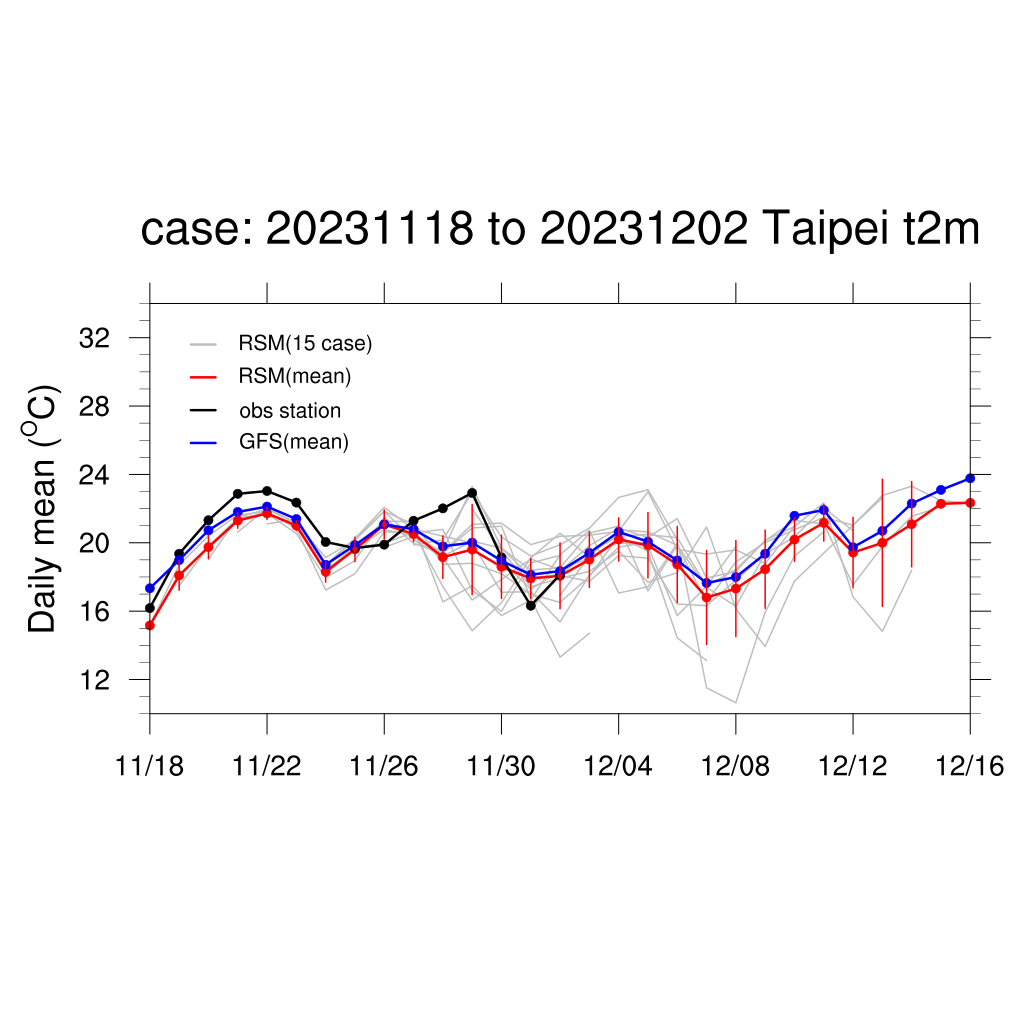 case: 20231118 to 20231202 Taipei t2m
Daily mean (°C)
32
28
24
20
16
12
RSM(15 case)
RSM(mean)
obs station
GFS(mean)
11/18 11/22 11/26 11/30 12/04 12/08 12/12 12/16